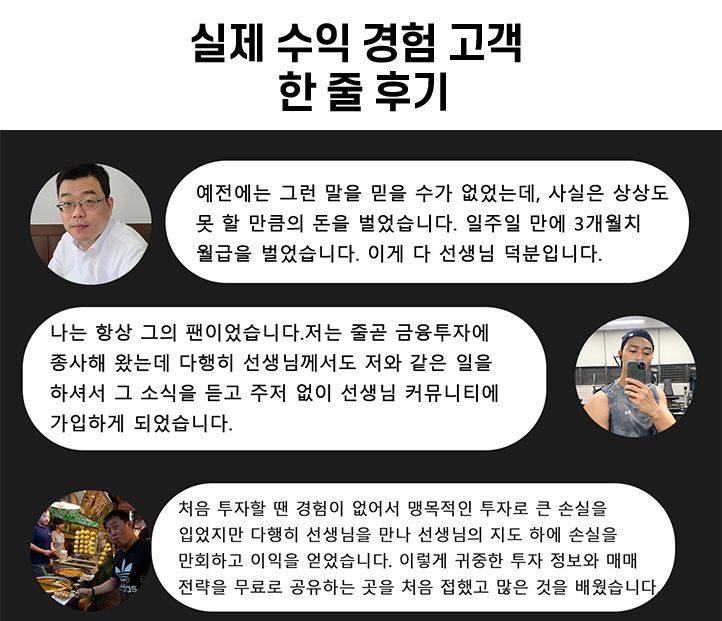 실제 수익 경험 고객
한 줄 후기
예전에는 그런 말을 믿을 수가 없었는데, 사실은 상상도
못 할 만큼의 돈을 벌었습니다. 일주일 만에 3개월치
월급을 벌었습니다. 이게 다 선생님 덕분입니다.
나는 항상 그의 팬이었습니다.저는 줄곧 금융투자에
종사해 왔는데 다행히 선생님께서도 저와 같은 일을
하셔서 그 소식을 듣고 주저 없이 선생님 커뮤니티에
가입하게 되었습니다.
처음 투자할 땐 경험이 없어서 맹목적인 투자로 큰 손실을
입었지만 다행히 선생님을 만나 선생님의 지도 하에 손실을
만회하고 이익을 얻었습니다. 이렇게 귀중한 투자 정보와 매매
전략을 무료로 공유하는 곳을 처음 접했고 많은 것을 배웠습니다
adidas